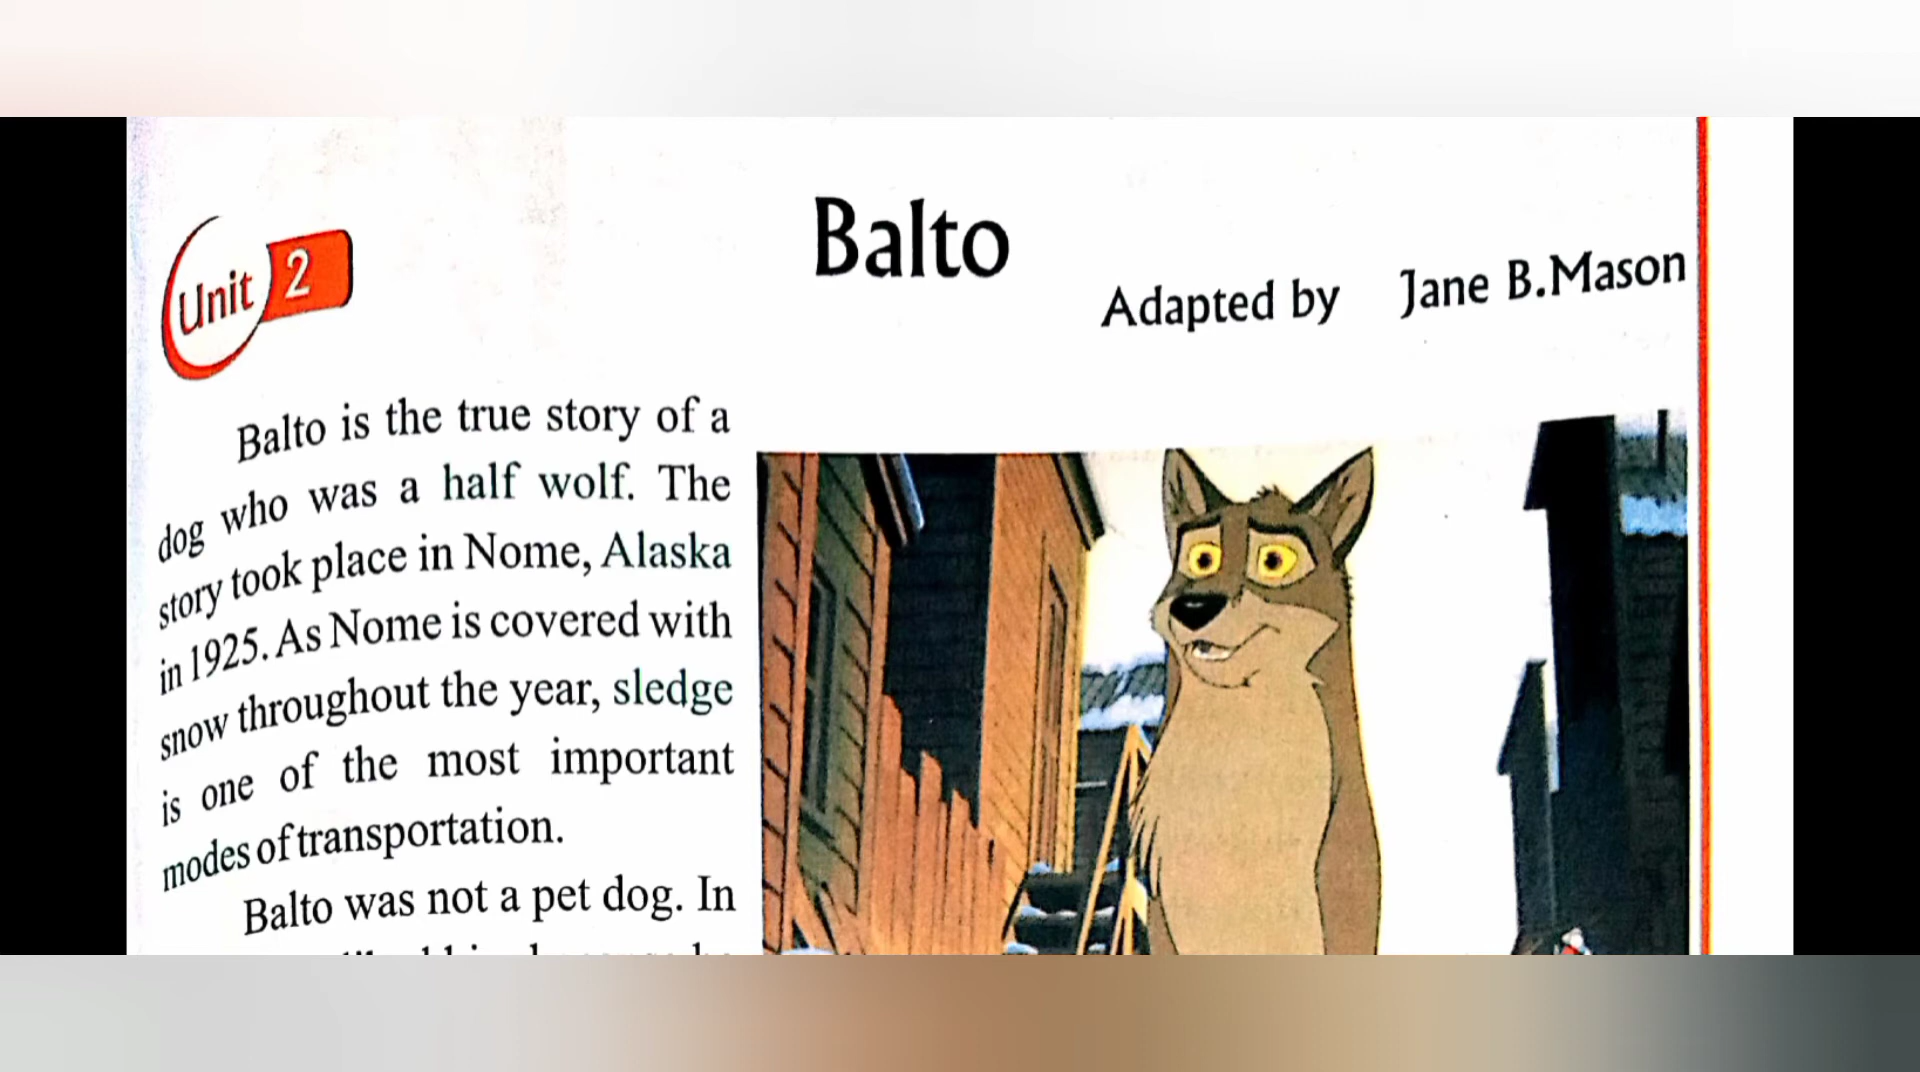 Unit 2
Balto
Adapted by Jane B.Mason
Balto is the true story of a
dog who was a half wolf. The
story took place in Nome, Alaska
in 1925. As Nome is covered with
snow throughout the year, sledge
is one of the most important
modes of transportation.
Balto was not a pet dog. In